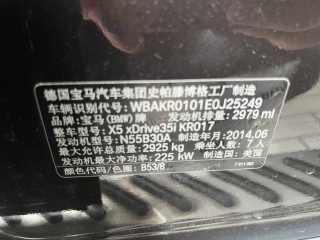 德国宝马汽车集团史帕滕博格工厂制造
车辆识别代号: WBAKR0101E0J25249
品牌: 宝马(BMW)牌 发动机排量: 2979 ml
整车型号: X5 xDrive35i KR017
发动机型号: N55B30A 制造年月: 2014.06
最大允许总质量: 2925 kg 乘坐人数: 7人
发动机最大净功率: 225 kW 制造国: 美国
颜色代码/色圈: B53/8